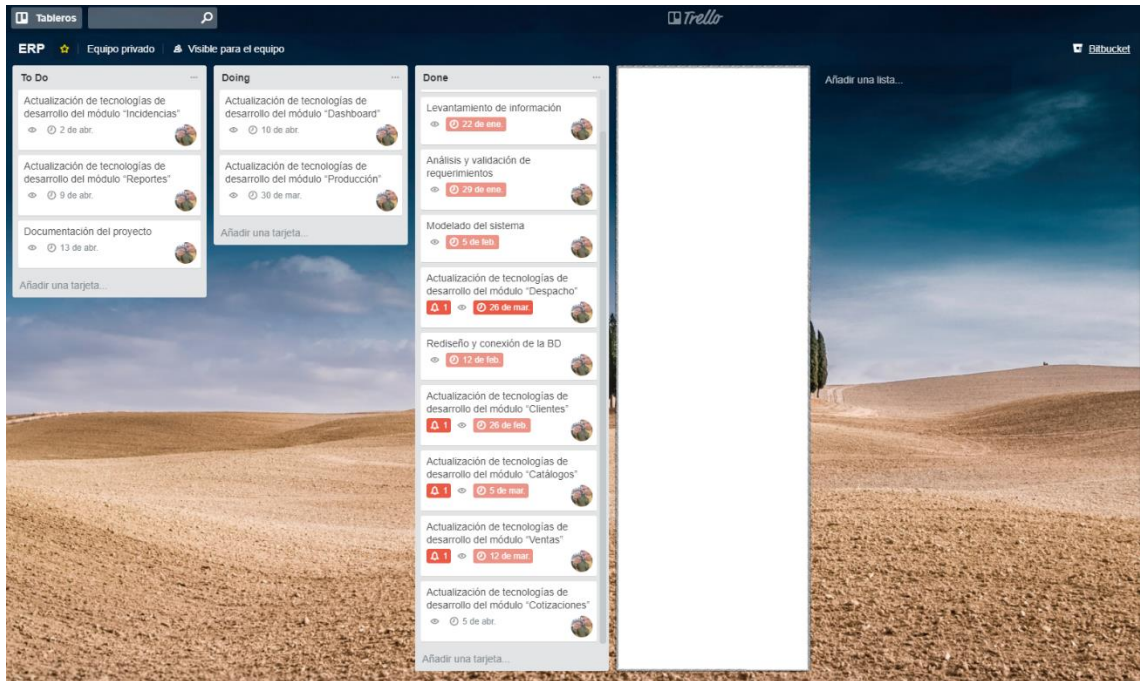 Tableros
Trello
ERP
Equipo privado
Visible para el equipo
Bitbucket
To Do
Actualización de tecnologías de
desarrollo del módulo "Incidencias"
2 de abr.
Actualización de tecnologías de
desarrollo del módulo "Reportes"
9 de abr.
Documentación del proyecto
13 de abr.
Añadir una tarjeta...
Doing
Actualización de tecnologías de
desarrollo del módulo "Dashboard"
10 de abr.
Actualización de tecnologías de
desarrollo del módulo "Producción"
30 de mar.
Añadir una tarjeta...
Done
Levantamiento de información
22 de ene.
Análisis y validación de
requerimientos
29 de ene.
Modelado del sistema
5 de feb.
Actualización de tecnologías de
desarrollo del módulo "Despacho"
1 26 de mar.
Rediseño y conexión de la BD
12 de feb.
Actualización de tecnologías de
desarrollo del módulo "Clientes"
1 26 de feb.
Actualización de tecnologías de
desarrollo del módulo "Catálogos"
1 5 de mar.
Actualización de tecnologías de
desarrollo del módulo "Ventas"
1 12 de mar.
Actualización de tecnologías de
desarrollo del módulo "Cotizaciones"
5 de abr.
Añadir una tarjeta...
Añadir una lista...